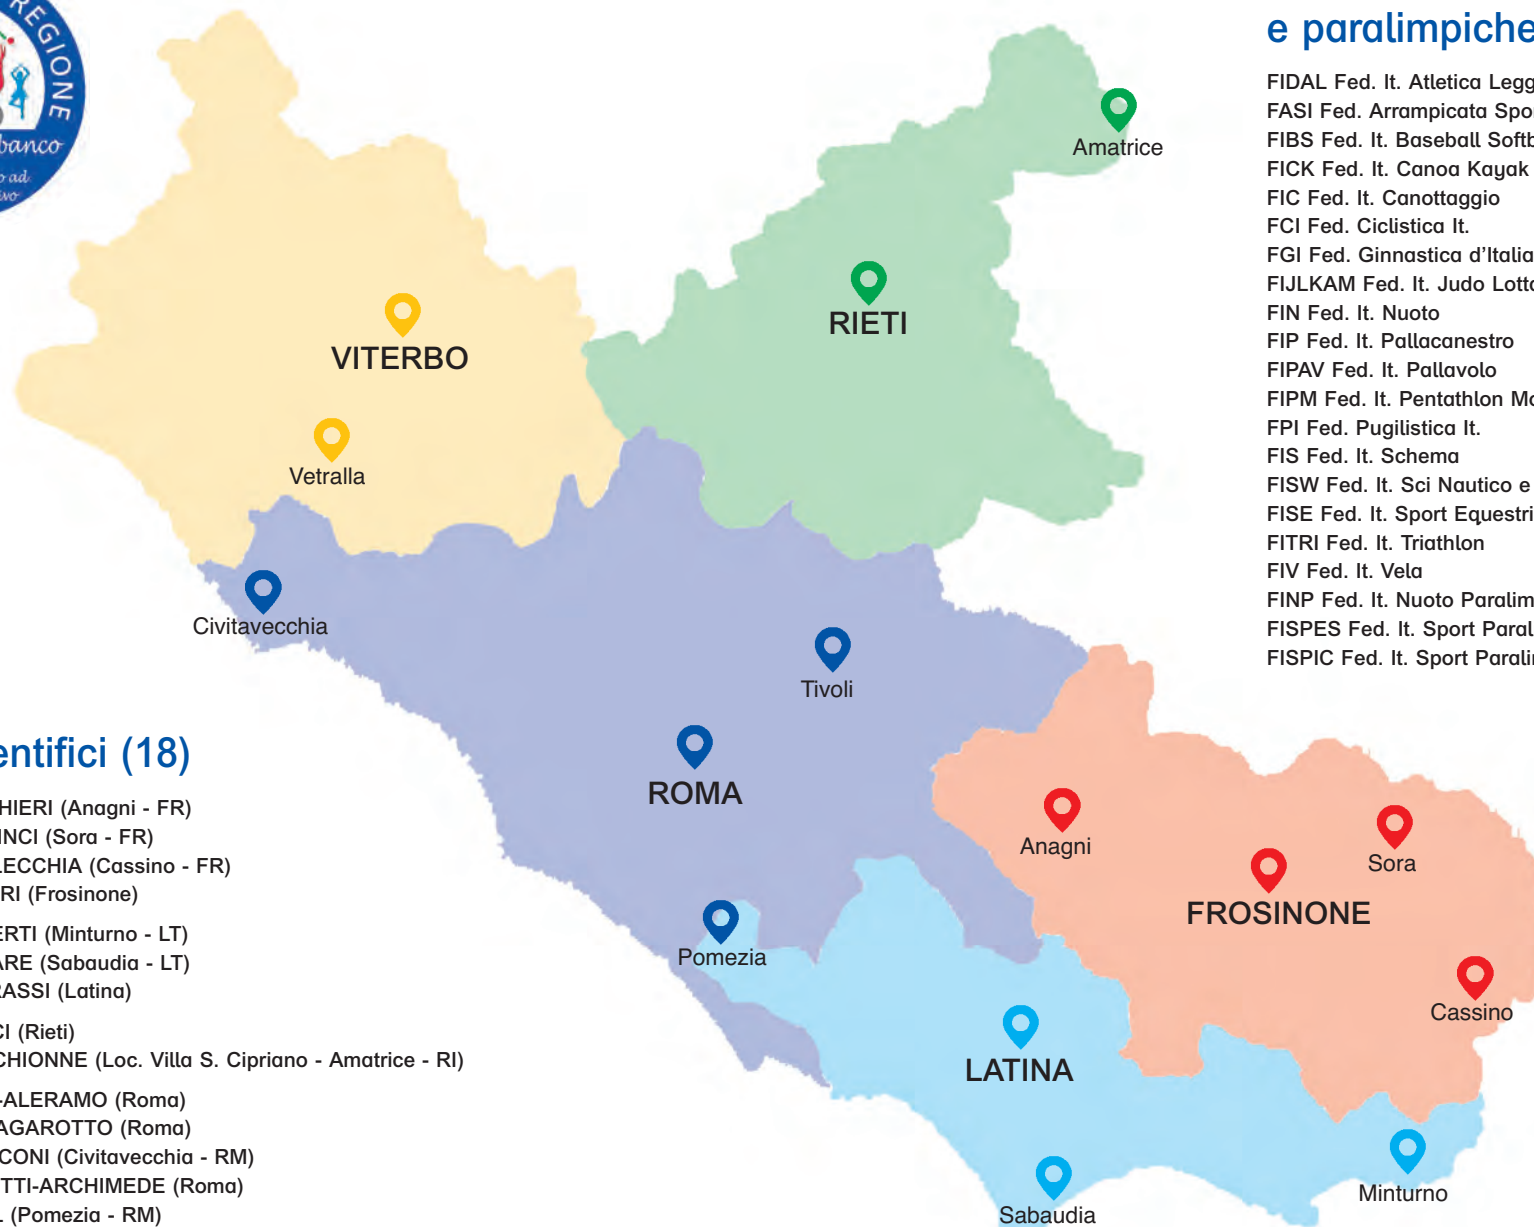 REGIONE
banco
o ad
ivo
e paralimpiche
FIDAL Fed. It. Atletica Legg
FASI Fed. Arrampicata Spor
FIBS Fed. It. Baseball Softb
FICK Fed. It. Canoa Kayak
FIC Fed. It. Canottaggio
FCI Fed. Ciclistica It.
FGI Fed. Ginnastica d'Italia
FIJLKAM Fed. It. Judo Lotta
FIN Fed. It. Nuoto
FIP Fed. It. Pallacanestro
FIPAV Fed. It. Pallavolo
FIPM Fed. It. Pentathlon Mo
FPI Fed. Pugilistica It.
FIS Fed. It. Schema
FISW Fed. It. Sci Nautico e
FISE Fed. It. Sport Equestri
FITRI Fed. It. Triathlon
FIV Fed. It. Vela
FINP Fed. It. Nuoto Paralim
FISPES Fed. It. Sport Paral
FISPIC Fed. It. Sport Paralim
Amatrice
RIETI
VITERBO
Vetralla
Civitavecchia
Tivoli
ROMA
Pomezia
Anagni
Sora
FROSINONE
Cassino
LATINA
Minturno
Sabaudia
entifici (18)
HIERI (Anagni - FR)
INCI (Sora - FR)
LECCHIA (Cassino - FR)
RI (Frosinone)
ERTI (Minturno - LT)
ARE (Sabaudia - LT)
RASSI (Latina)
CI (Rieti)
CHIONNE (Loc. Villa S. Cipriano - Amatrice - RI)
-ALERAMO (Roma)
AGAROTTO (Roma)
CONI (Civitavecchia - RM)
TTI-ARCHIMEDE (Roma)
L (Pomezia - RM)